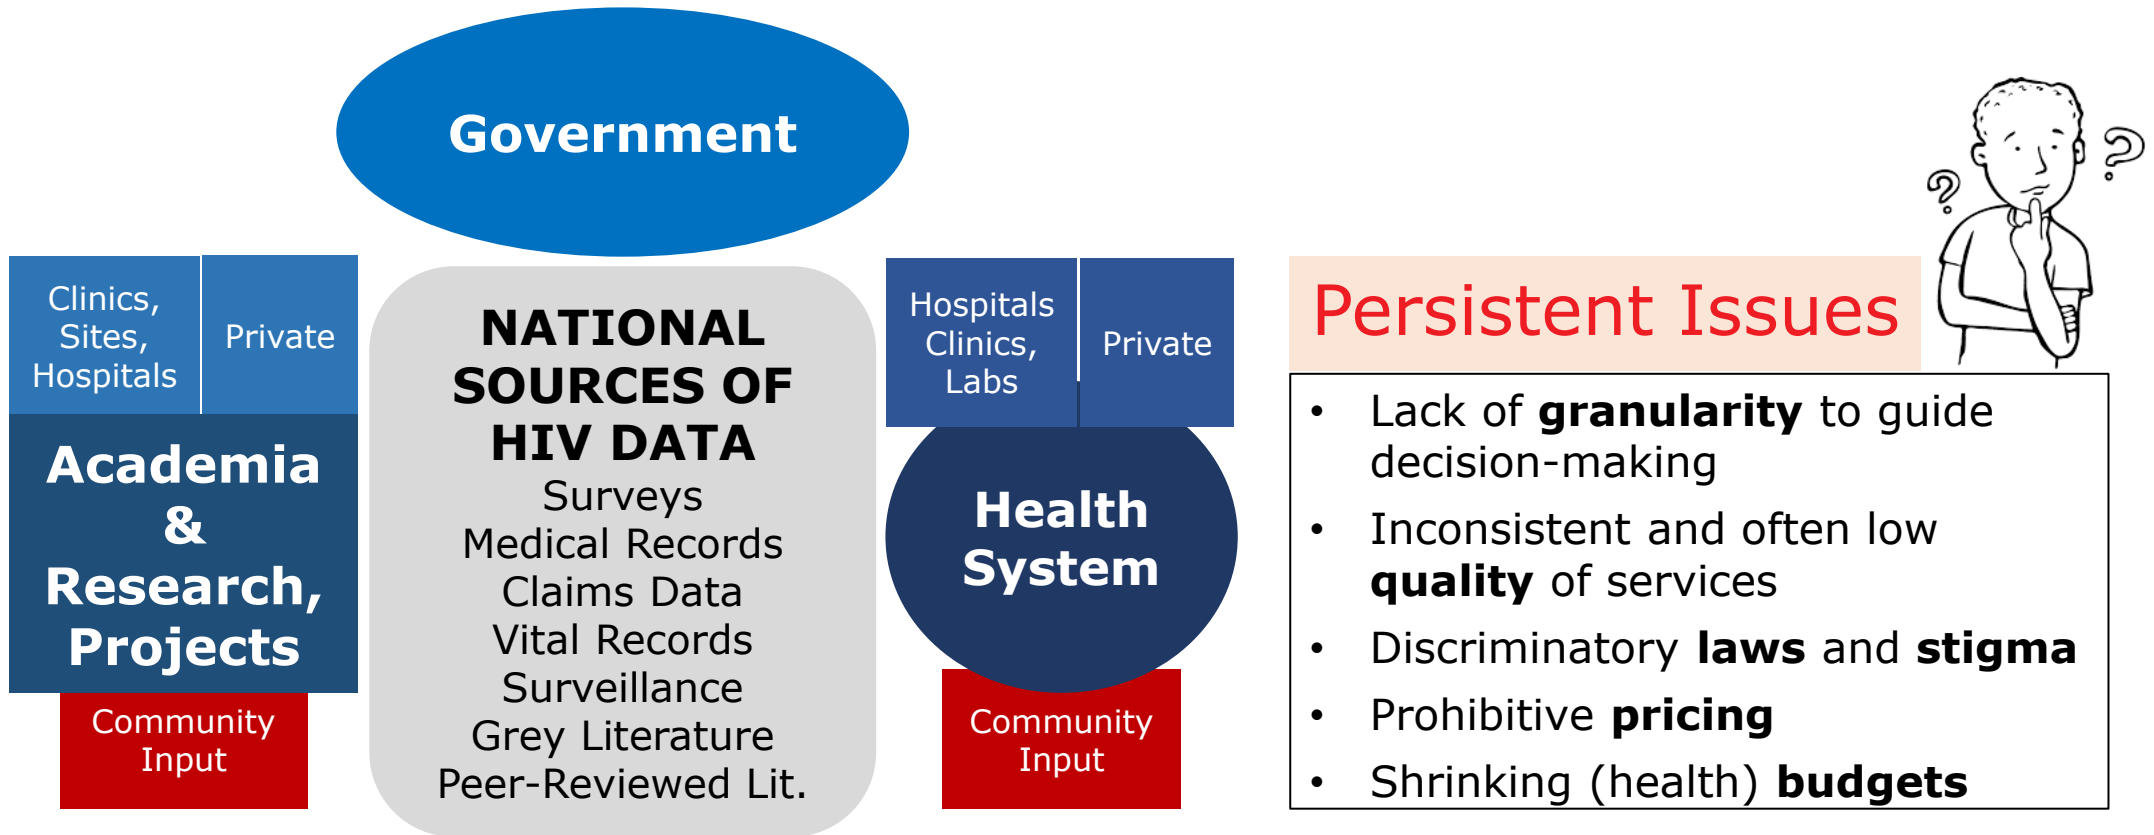 Government
Clinics,
Sites,
Hospitals
Private
Academia
&
Research,
Projects
Community
Input
NATIONAL
SOURCES OF
HIV DATA
Surveys
Medical Records
Claims Data
Vital Records
Surveillance
Grey Literature
Peer-Reviewed Lit.
Hospitals
Clinics,
Labs
Private
Health
System
Community
Input
Persistent Issues
? ?
• Lack of granularity to guide
decision-making
• Inconsistent and often low
quality of services
• Discriminatory laws and stigma
• Prohibitive pricing
• Shrinking (health) budgets